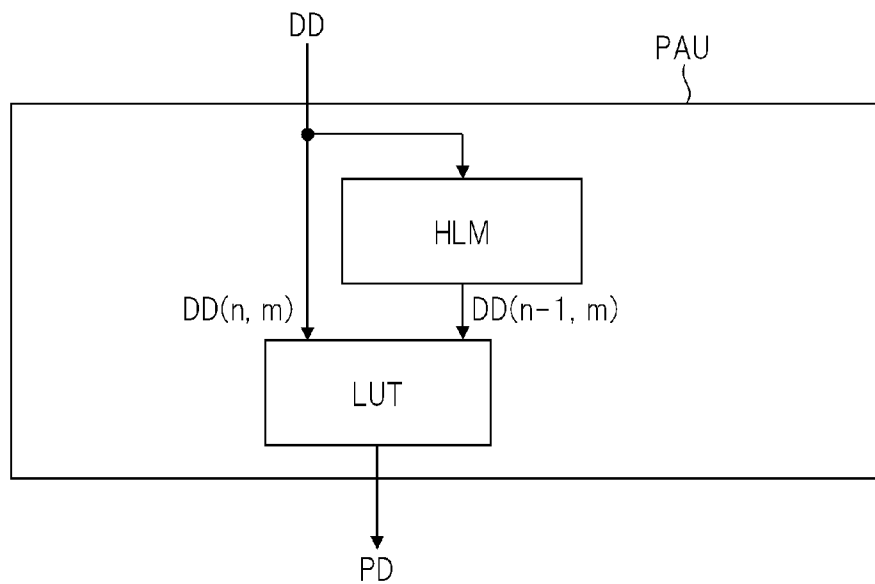 DD
PAU
HLM
DD(n, m)
DD(n-1, m)
LUT
PD